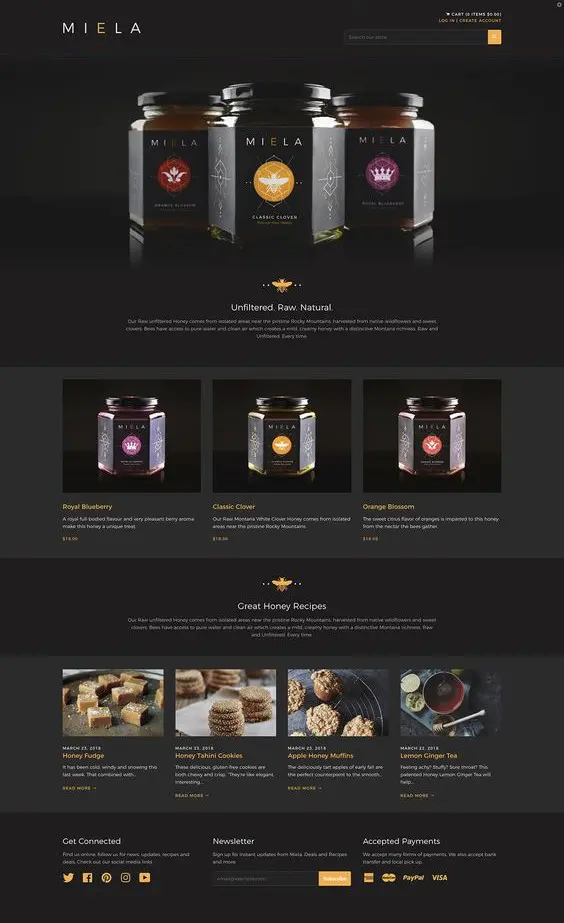 CART (0 ITEMS $0.00)
LOG IN | CREATE ACCOUNT
MIELA
Search our store
MIELA
MIELA
MIELA
ORANGE BLOSSOM
CLASSIC CLOVER
ROYAL BLUEBERRY
Unfiltered. Raw. Natural.
Our Raw unfiltered Honey comes from isolated areas near the pristine Rocky Mountains, harvested from native wildflowers and sweet
clovers. Bees have access to pure water and clean air which creates a mild, creamy honey with a distinctive Montana richness. Raw and
Unfiltered. Every time.
MIELA
MIELA
MIELA
Royal Blueberry
A royal full-bodied flavour and very pleasant berry aroma
make this honey a unique treat.
$18.00
Classic Clover
Our Raw Montana White Clover Honey comes from isolated
areas near the pristine Rocky Mountains.
$18.00
Orange Blossom
The sweet citrus flavor of oranges is imparted to this honey
from the nectar the bees gather.
$18.00
Great Honey Recipes
Our Raw unfiltered Honey comes from isolated areas near the pristine Rocky Mountains, harvested from native wildflowers and sweet
clovers. Bees have access to pure water and clean air which creates a mild, creamy honey with a distinctive Montana richness. Raw
and Unfiltered. Every time.
MARCH 23, 2018
Honey Fudge
It has been cold, windy and snowing this
last week. That combined with...
READ MORE →
MARCH 23, 2018
Honey Tahini Cookies
These delicious, gluten-free cookies are
both chewy and crisp. "They're like elegant,
interesting...
READ MORE →
MARCH 23, 2018
Apple Honey Muffins
The deliciously tart apples of early fall are
the perfect counterpoint to the smooth...
READ MORE →
MARCH 22, 2018
Lemon Ginger Tea
Feeling achy? Stuffy? Sore throat? This
patented Honey Lemon Ginger Tea will
help...
READ MORE →
Get Connected
Find us online, follow us for news, updates, recipes and
deals. Check out our social media links
Newsletter
Sign up for instant updates from Miela. Deals and Recipes
and more
Subscribe
Accepted Payments
We accept many forms of payments. We also accept bank
transfer and local pick up.
PayPal
VISA